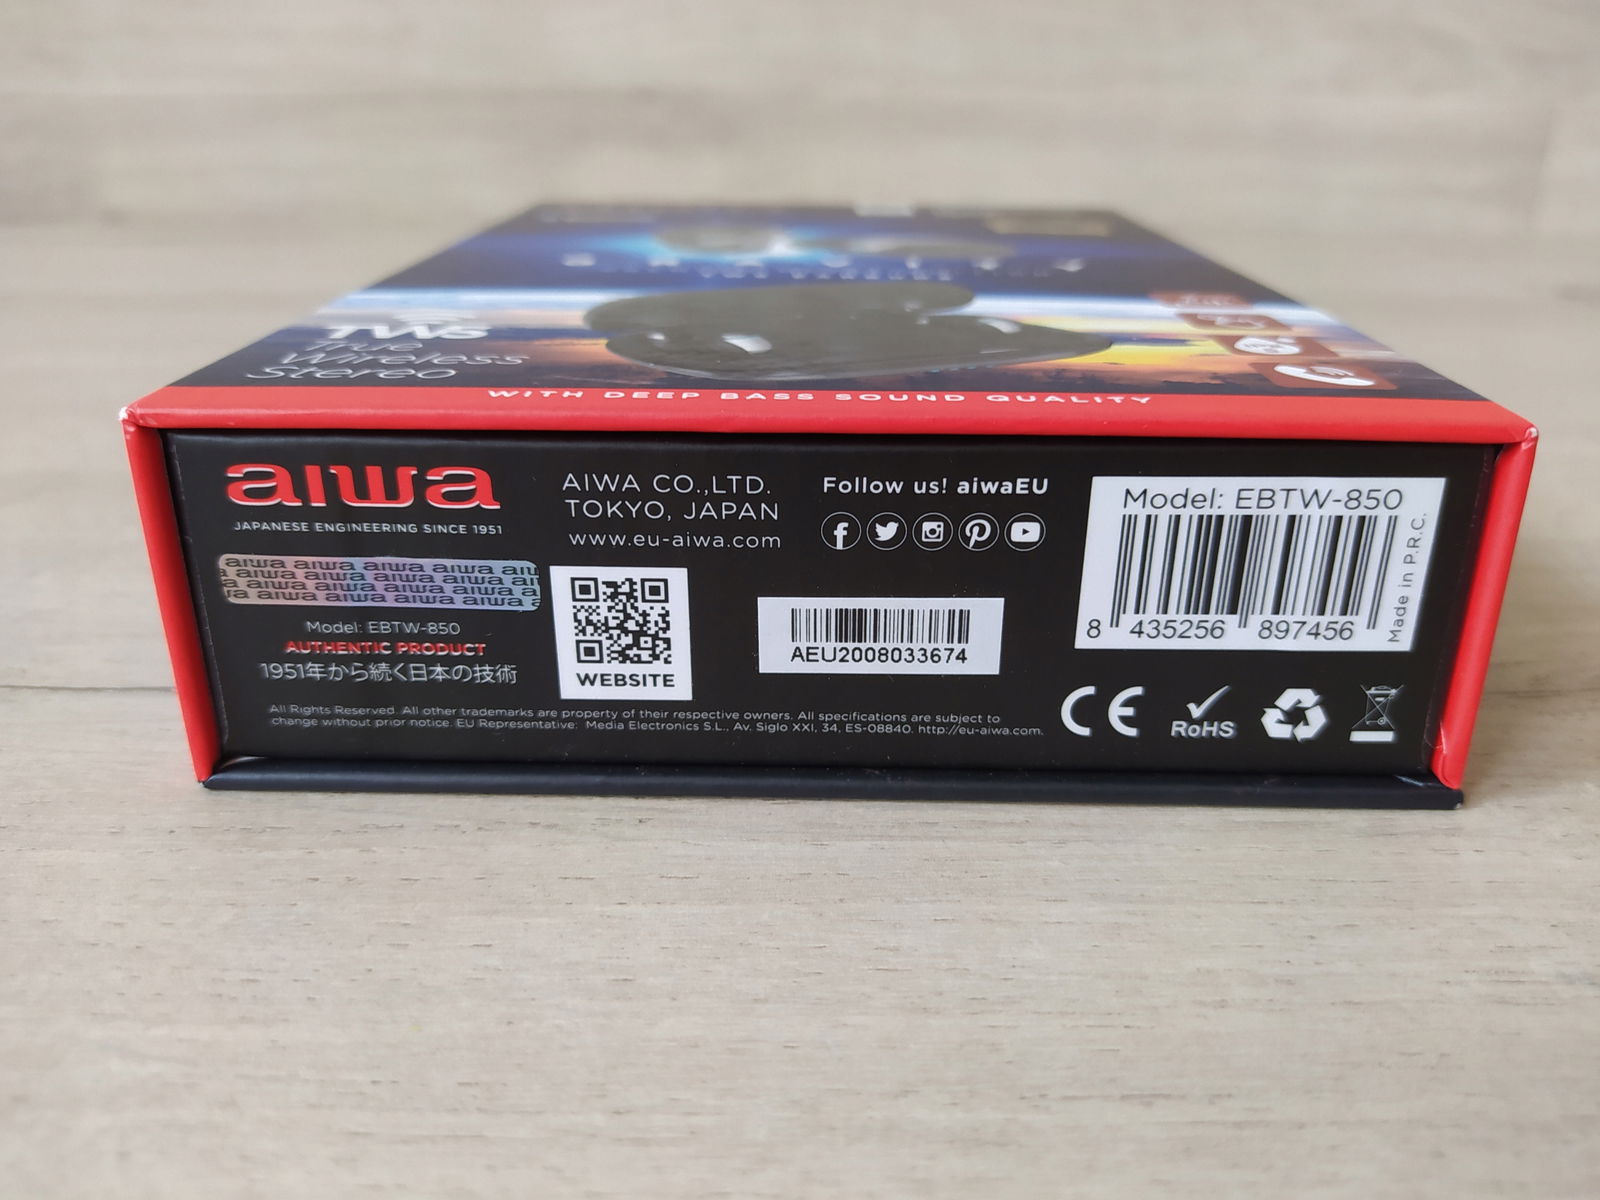 TWS
True
Wireless
Stereo
WITH DEEP BASS SOUND QUALITY
aiwa
JAPANESE ENGINEERING SINCE 1951
aiwa aiwa aiwa aiwa
aiwa aiwa aiwa aiwa
aiwa aiwa aiwa aiwa
aiwa aiwa aiwa aiwa
Model: EBTW-850
AUTHENTIC PRODUCT
1951年から続く日本の技術
AIWA CO.,LTD.
TOKYO, JAPAN
www.eu-aiwa.com
WEBSITE
Follow us! aiwaEU
AEU2008033674
Model: EBTW-850
8 435256 897456
Made in P.R.C.
All Rights Reserved. All other trademarks are property of their respective owners. All specifications are subject to
change without prior notice. EU Representative: Media Electronics S.L., Av. Siglo XXI, 34, ES-08840. http://eu-aiwa.com.
CE
RoHS